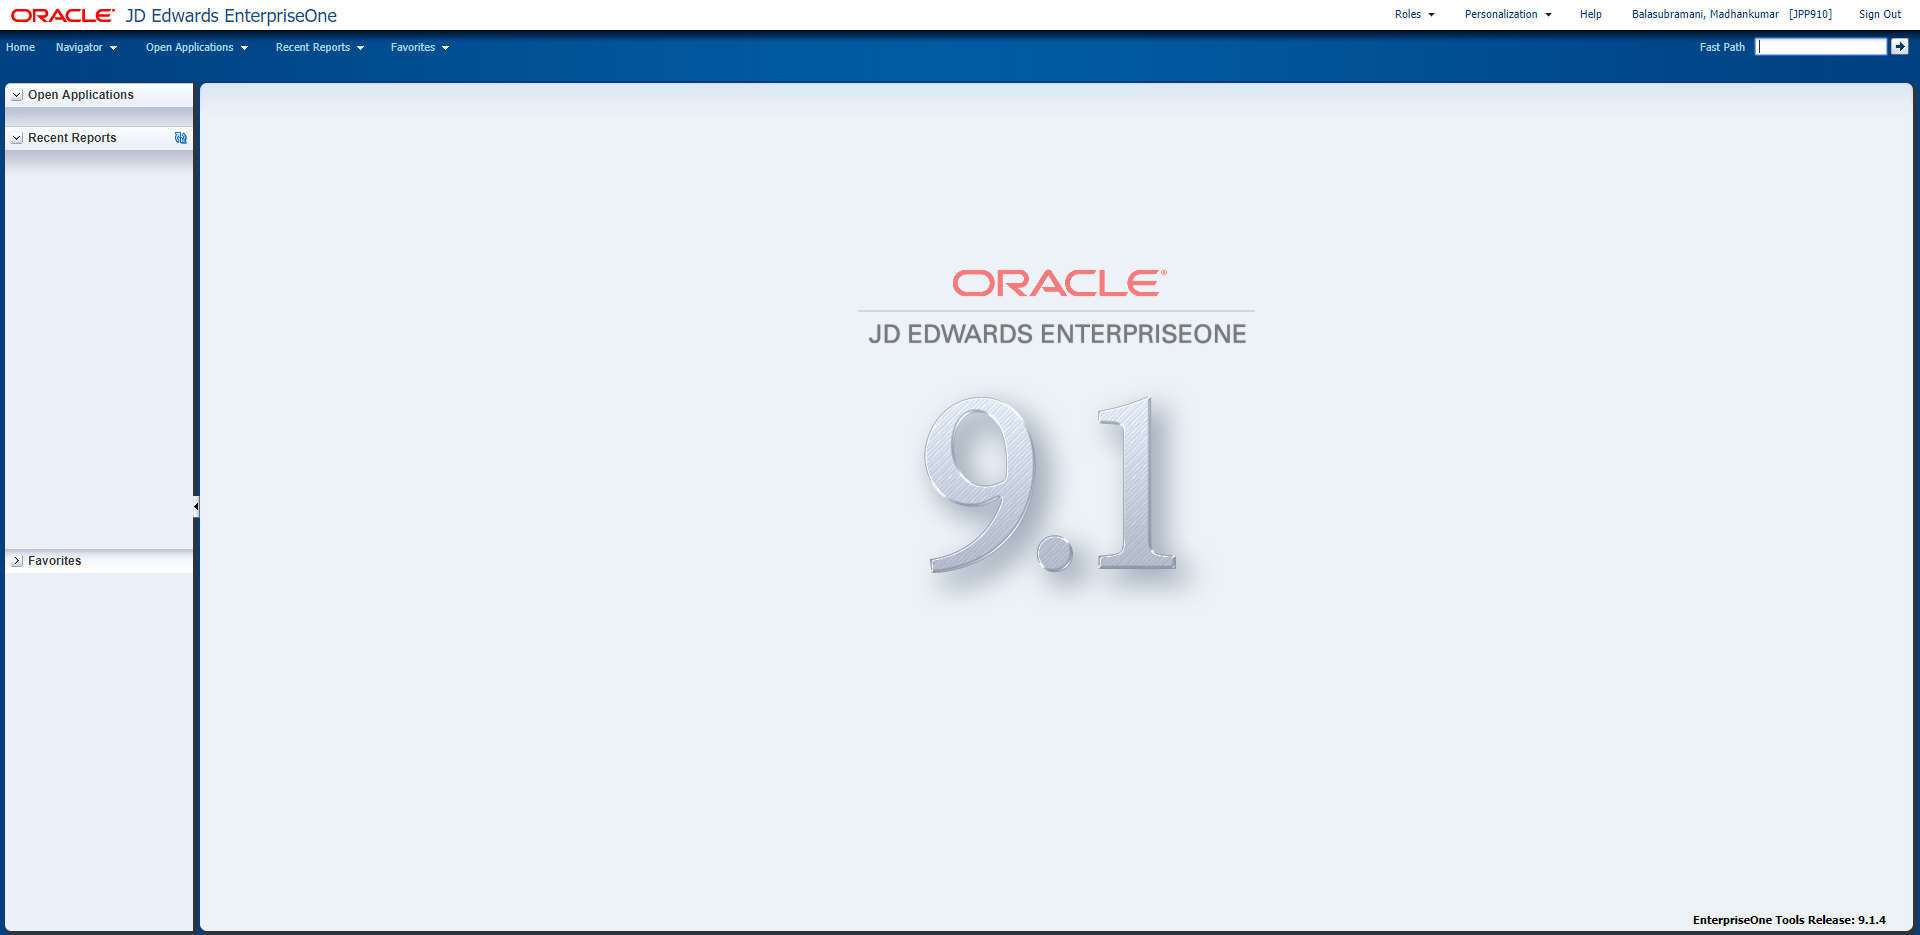 ORACLE® JD Edwards EnterpriseOne
Roles Personalization Help Balasubramani, Madhankumar [JPP910] Sign Out
Home Navigator Open Applications Recent Reports Favorites Fast Path
Open Applications
Recent Reports
Favorites
ORACLE®
JD EDWARDS ENTERPRISEONE
9.1
EnterpriseOne Tools Release: 9.1.4